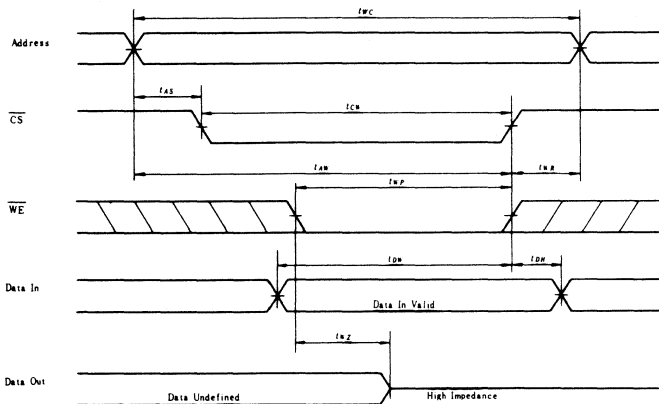 tWC
Address
tAS
tCW
CS
tAW
tWR
tWP
WE
tDW
tDH
Data In
Data In Valid
tWZ
Data Out
Data Undefined
High Impedance